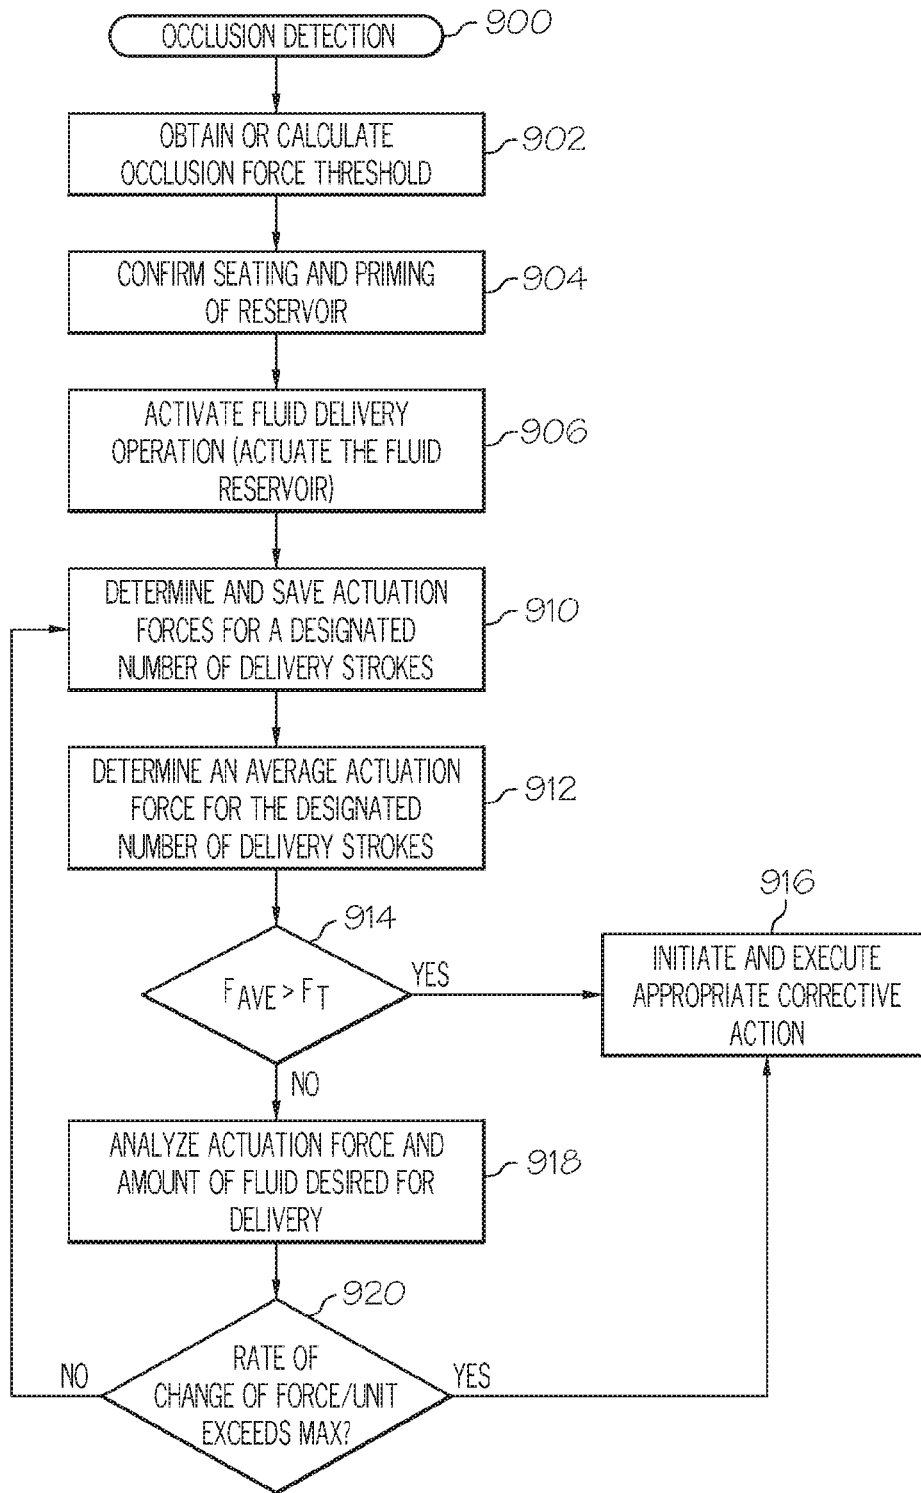 OCCLUSION DETECTION
900
OBTAIN OR CALCULATE
OCCLUSION FORCE THRESHOLD
902
CONFIRM SEATING AND PRIMING
OF RESERVOIR
904
ACTIVATE FLUID DELIVERY
OPERATION (ACTUATE THE FLUID
RESERVOIR)
906
DETERMINE AND SAVE ACTUATION
FORCES FOR A DESIGNATED
NUMBER OF DELIVERY STROKES
910
DETERMINE AN AVERAGE ACTUATION
FORCE FOR THE DESIGNATED
NUMBER OF DELIVERY STROKES
912
914
FAVE > FT
YES
NO
916
INITIATE AND EXECUTE
APPROPRIATE CORRECTIVE
ACTION
ANALYZE ACTUATION FORCE AND
AMOUNT OF FLUID DESIRED FOR
DELIVERY
918
920
RATE OF
CHANGE OF FORCE/UNIT
EXCEEDS MAX?
NO
YES